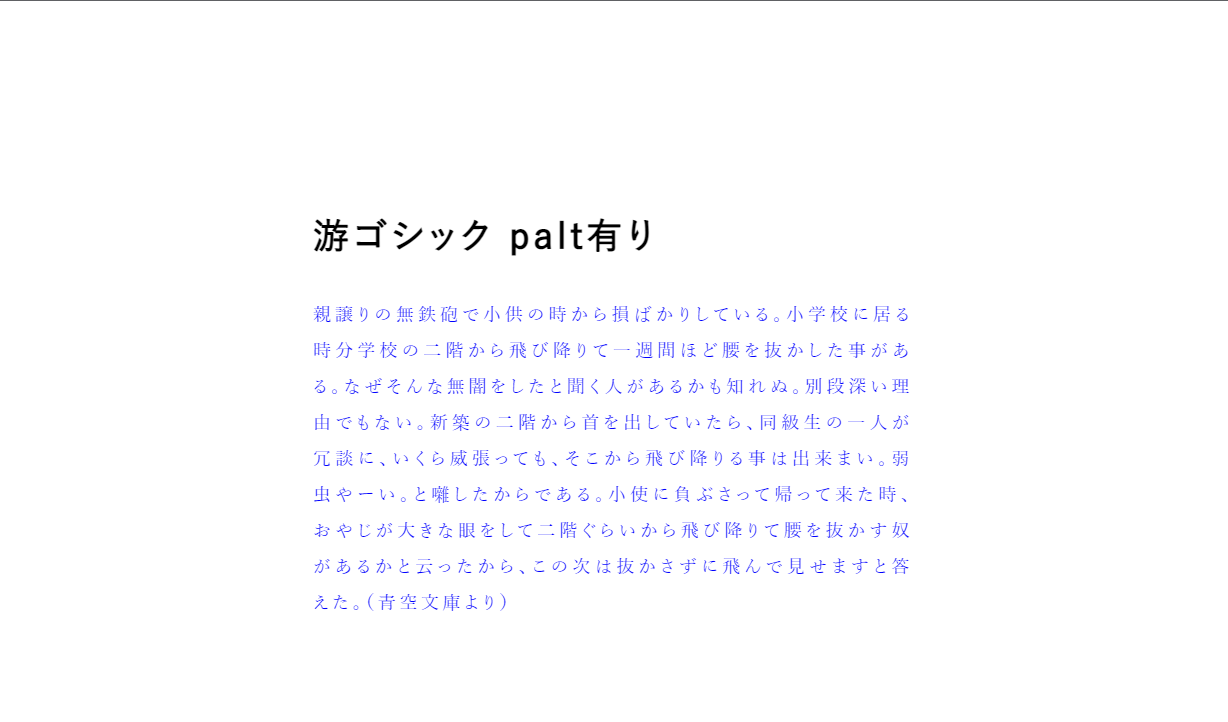 游ゴシック palt有り
親譲りの無鉄砲で小供の時から損ばかりしている。小学校に居る
時分学校の二階から飛び降りて一週間ほど腰を抜かした事があ
る。なぜそんな無闇をしたと聞く人があるかも知れぬ。別段深い理
由でもない。新築の二階から首を出していたら、同級生の一人が
冗談に、いくら威張っても、そこから飛び降りる事は出来まい。弱
虫やーい。と囃したからである。小使に負ぶさって帰って来た時、
おやじが大きな眼をして二階ぐらいから飛び降りて腰を抜かす奴
があるかと云ったから、この次は抜かさずに飛んで見せますと答
えた。(青空文庫より)